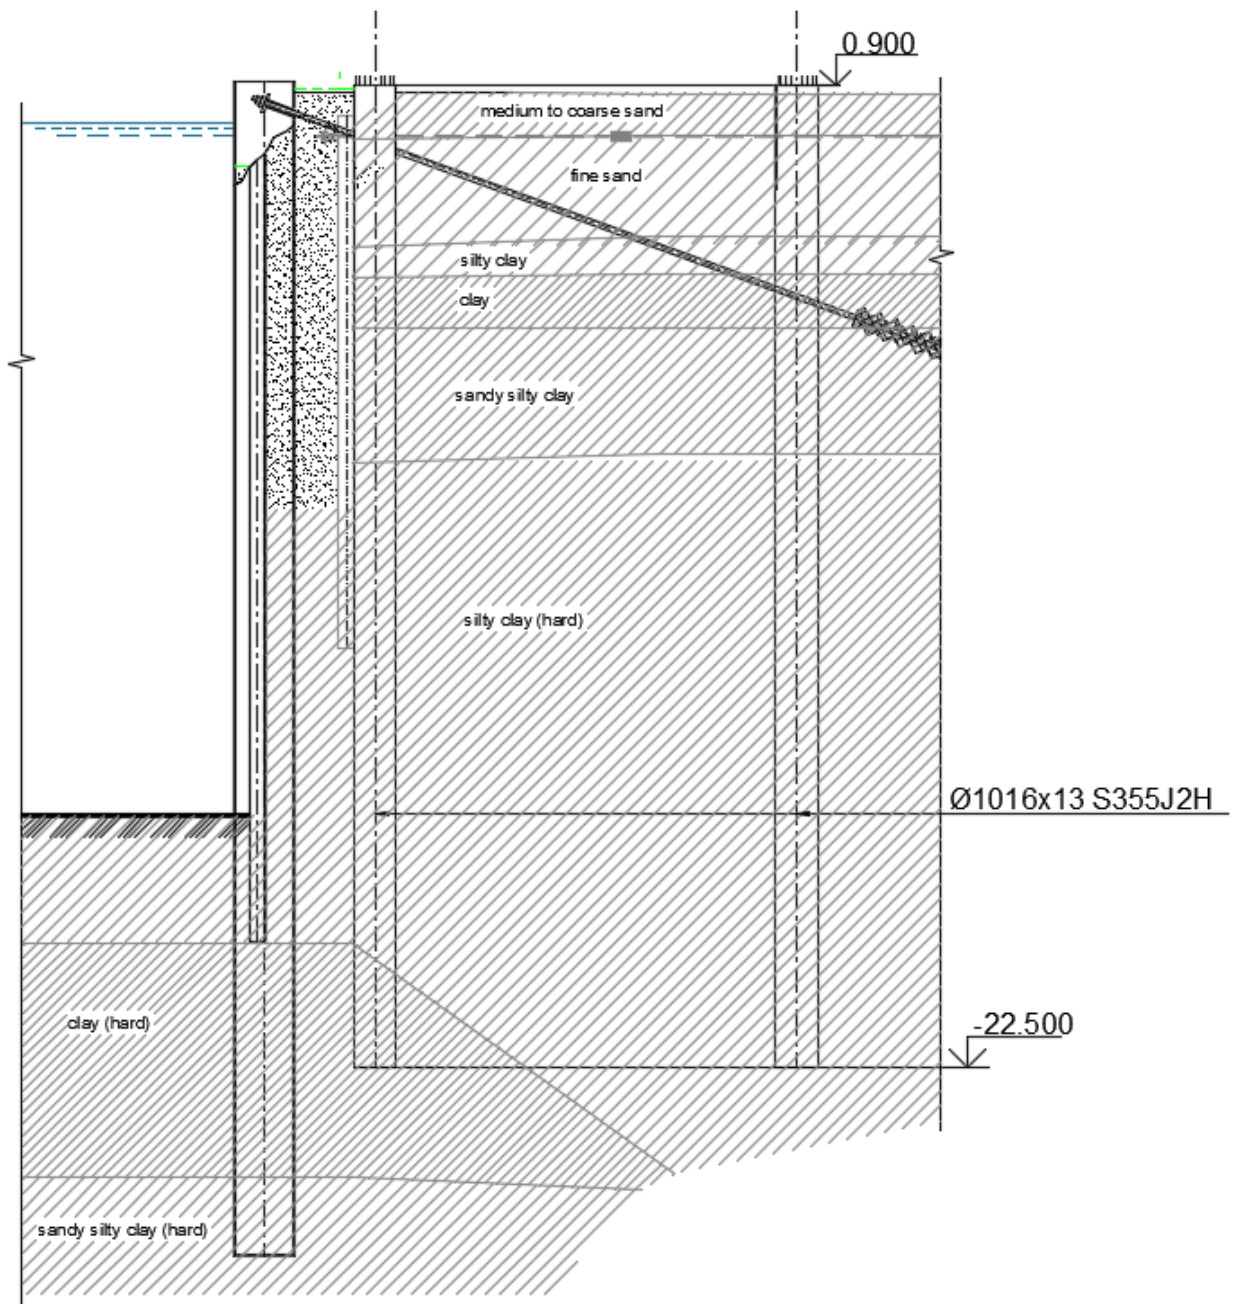 0.900
medium to coarse sand
fine sand
silty clay
clay
sandy silty clay
silty clay (hard)
Ø1016x13 S355J2H
clay (hard)
-22.500
sandy silty clay (hard)